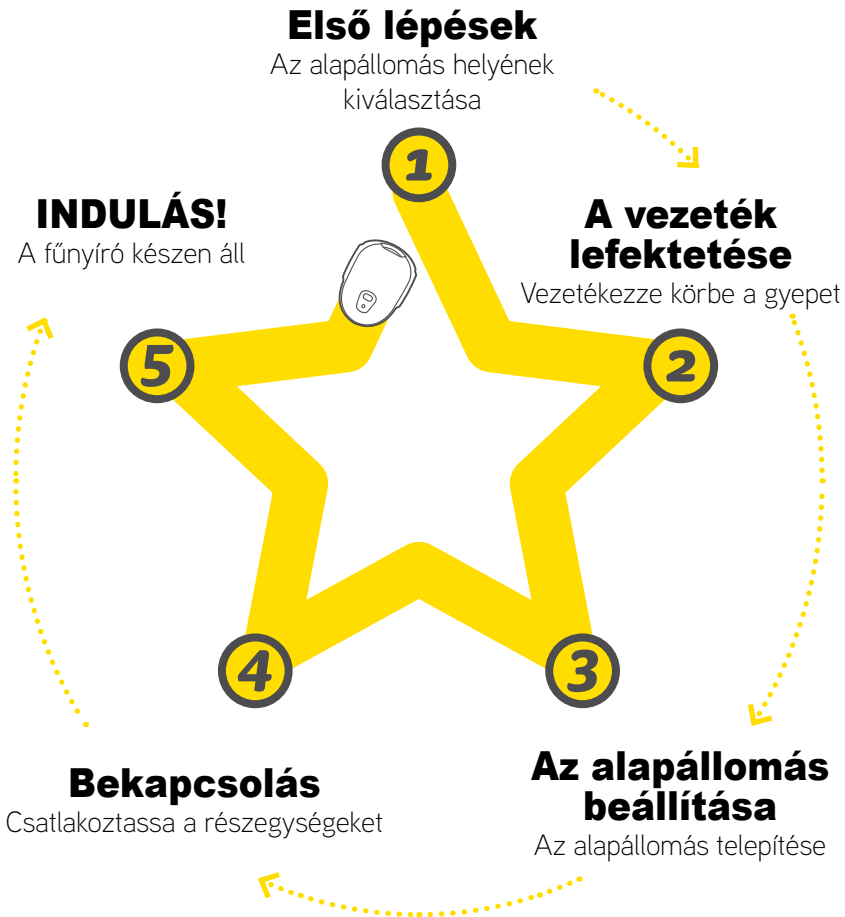 Első lépések
Az alapállomás helyének
kiválasztása
1
A vezeték
lefektetése
Vezetékezze körbe a gyepet
2
Az alapállomás
beállítása
Az alapállomás telepítése
3
Bekapcsolás
Csatlakoztassa a részegységeket
4
INDULÁS!
A fűnyíró készen áll
5